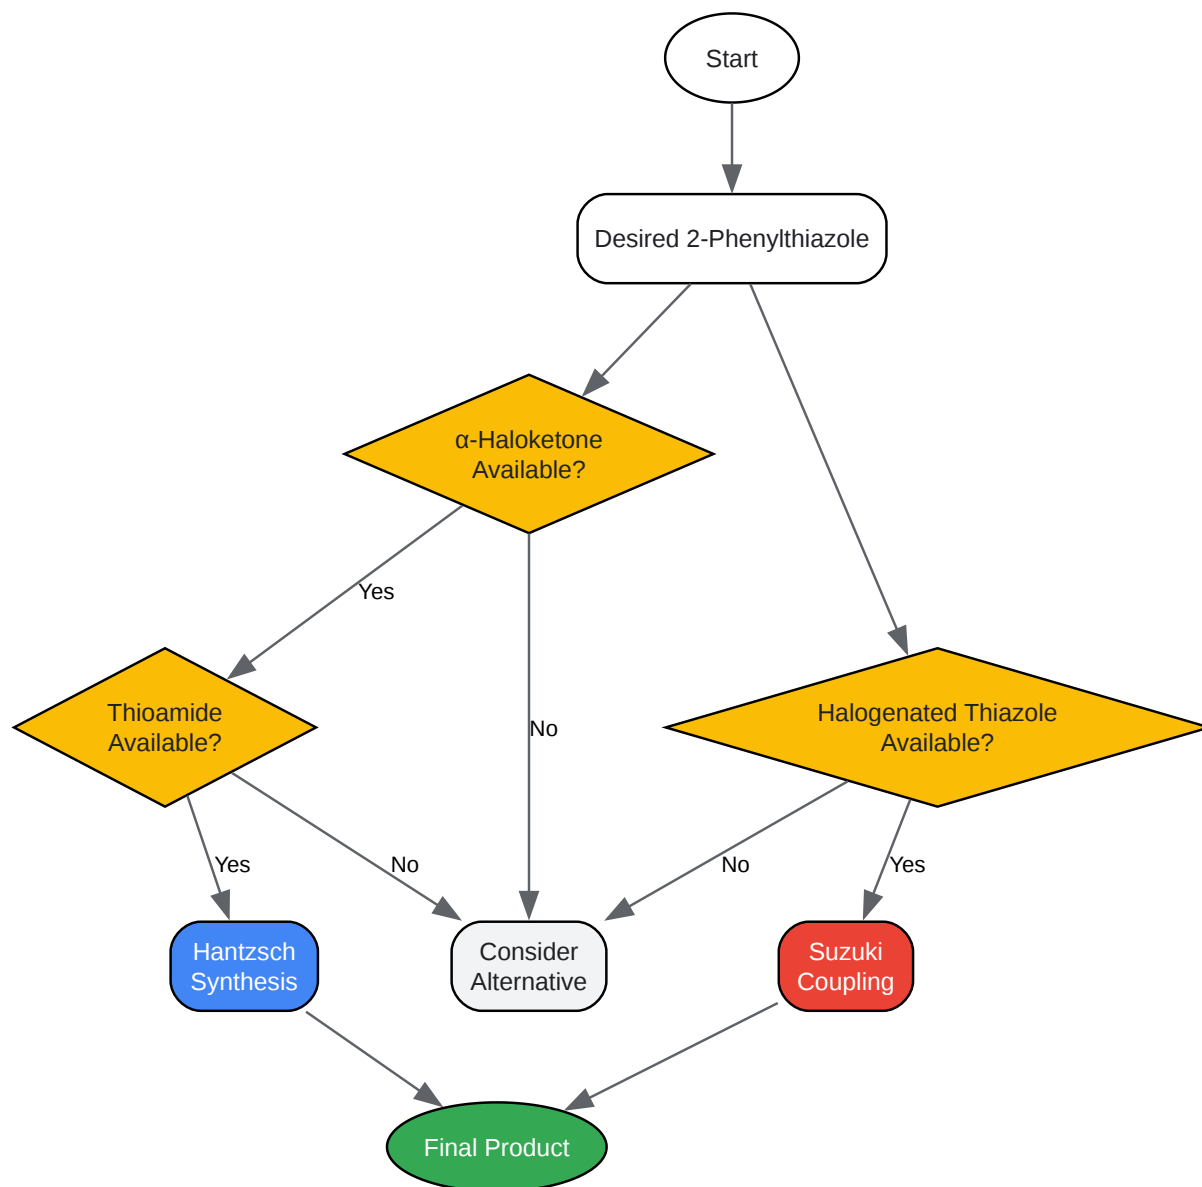 Start
Desired 2-Phenylthiazole
α-Haloketone
Available?
Yes
No
Thioamide
Available?
Halogenated Thiazole
Available?
Yes
No
No
Yes
Hantzsch
Synthesis
Consider
Alternative
Suzuki
Coupling
Final Product